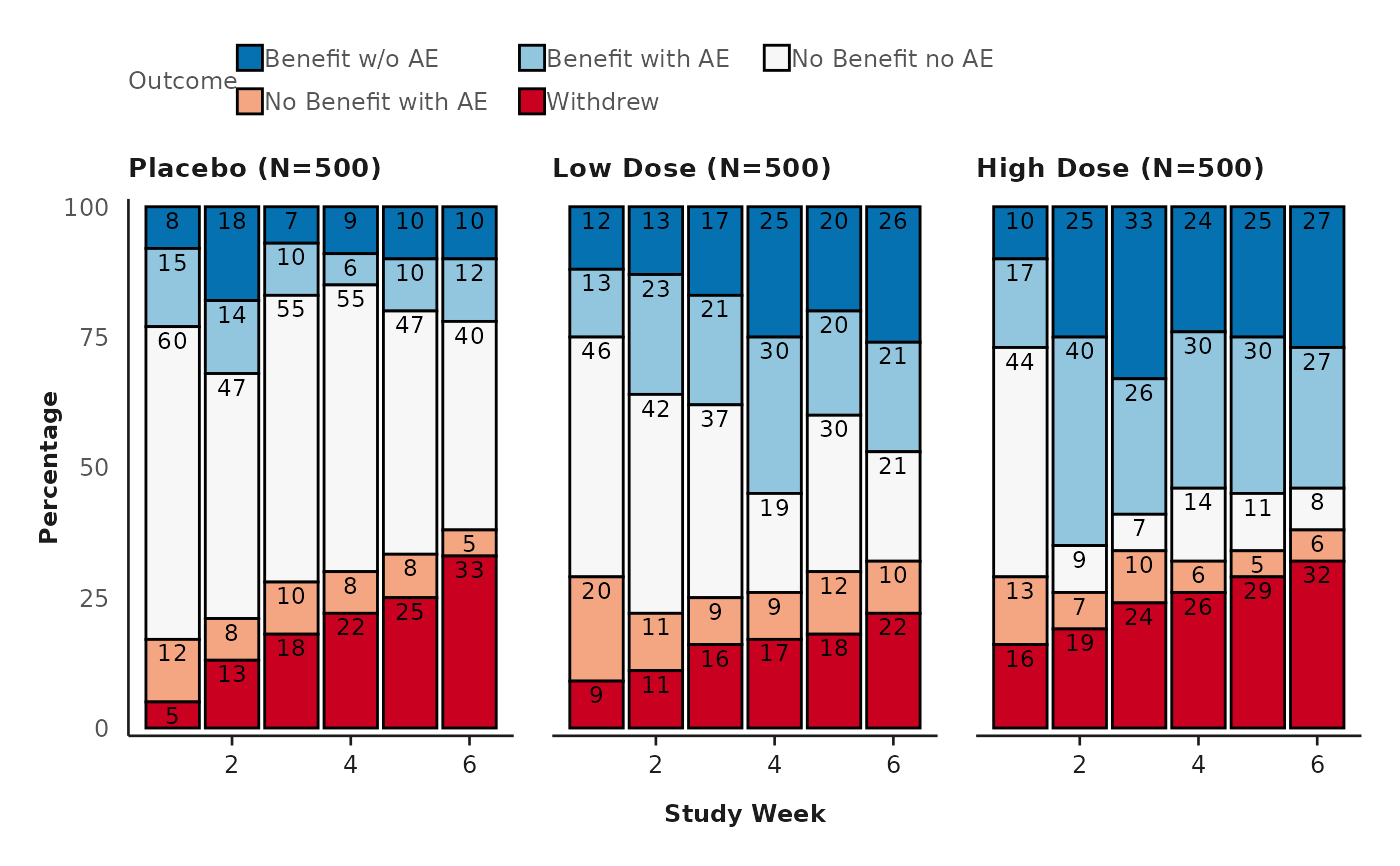 Outcome
Benefit w/o AE Benefit with AE No Benefit no AE
No Benefit with AE Withdrew
Placebo (N=500) Low Dose (N=500) High Dose (N=500)
Percentage
100
75
50
25
0
8 18 7 9 10 10
15 14 10 6 10 12
60 47 55 55 47 40
12 8 10 8 8 5
5 13 18 22 25 33
12 13 17 25 20 26
13 23 21 30 20 21
46 42 37 19 30 21
20 11 9 9 12 10
9 11 16 17 18 22
10 25 33 24 25 27
17 40 26 30 30 27
44 9 7 14 11 8
13 7 10 6 5 6
16 19 24 26 29 32
2 4 6 2 4 6 2 4 6
Study Week